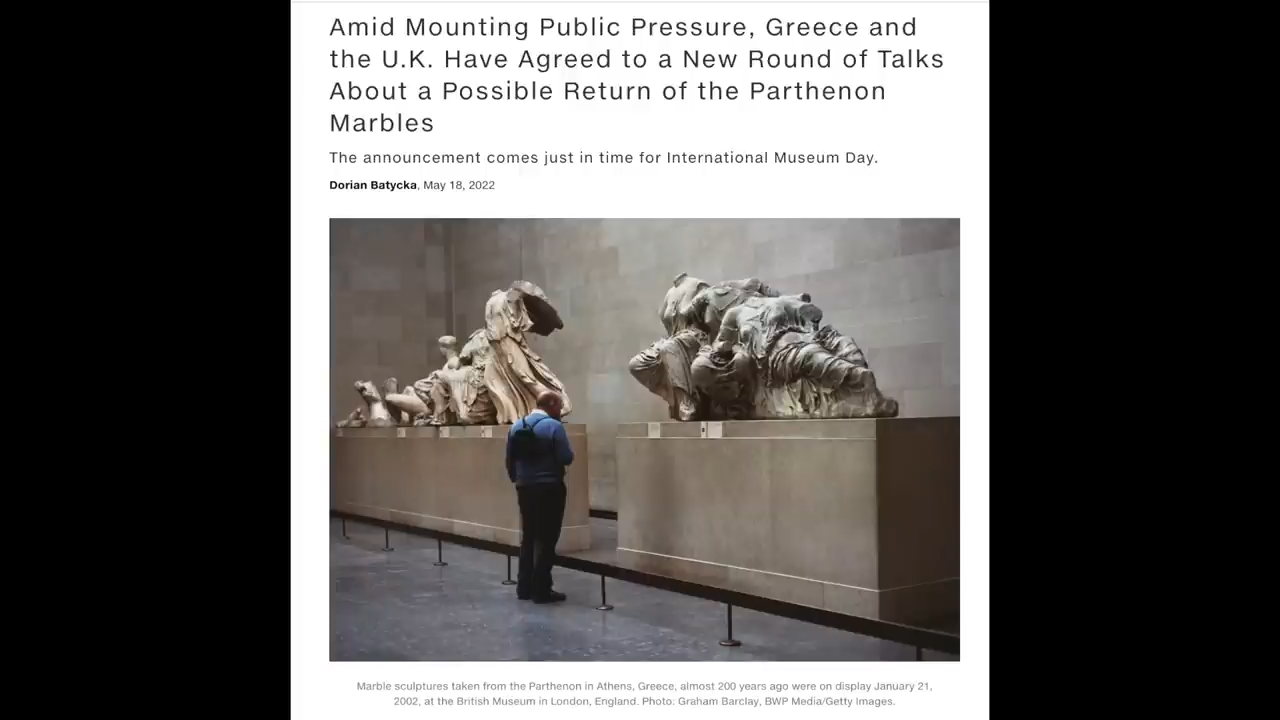 Amid Mounting Public Pressure, Greece and
the U.K. Have Agreed to a New Round of Talks
About a Possible Return of the Parthenon
Marbles
The announcement comes just in time for International Museum Day.
Dorian Batycka, May 18, 2022
Marble sculptures taken from the Parthenon in Athens, Greece, almost 200 years ago were on display January 21,
2002, at the British Museum in London, England. Photo: Graham Barclay, BWP Media/Getty Images.